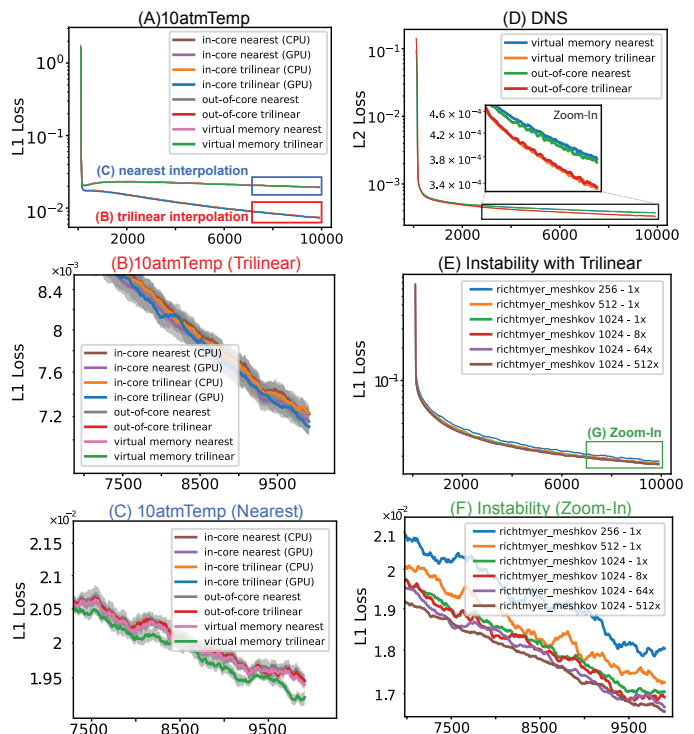 (A)10atmTemp
in-core nearest (CPU)
in-core nearest (GPU)
in-core trilinear (CPU)
in-core trilinear (GPU)
out-of-core nearest
out-of-core trilinear
virtual memory nearest
virtual memory trilinear
10⁰
10⁻¹
10⁻²
L1 Loss
(C) nearest interpolation
(B) trilinear interpolation
2000
4000
6000
8000
10000
(D) DNS
virtual memory nearest
virtual memory trilinear
out-of-core nearest
out-of-core trilinear
10⁻¹
10⁻²
10⁻³
L2 Loss
Zoom-In
4.6 × 10⁻⁴
4 × 10⁻⁴
3.4 × 10⁻⁴
2000
4000
6000
8000
10000
(B)10atmTemp (Trilinear)
×10⁻³
8.4
8
7.6
7.2
L1 Loss
in-core nearest (CPU)
in-core nearest (GPU)
in-core trilinear (CPU)
in-core trilinear (GPU)
out-of-core nearest
out-of-core trilinear
virtual memory nearest
virtual memory trilinear
7500
8500
9500
(E) Instability with Trilinear
richtmyer_meshkov 256 - 1x
richtmyer_meshkov 512 - 1x
richtmyer_meshkov 1024 - 1x
richtmyer_meshkov 1024 - 8x
richtmyer_meshkov 1024 - 64x
richtmyer_meshkov 1024 - 512x
10⁻¹
L1 Loss
(G) Zoom-In
2000
4000
6000
8000
10000
(C) 10atmTemp (Nearest)
×10⁻²
2.15
2.1
2.05
2
1.95
L1 Loss
in-core nearest (CPU)
in-core nearest (GPU)
in-core trilinear (CPU)
in-core trilinear (GPU)
out-of-core nearest
out-of-core trilinear
virtual memory nearest
virtual memory trilinear
7500
8500
9500
(F) Instability (Zoom-In)
×10⁻²
2.1
2
1.9
1.8
1.7
L1 Loss
richtmyer_meshkov 256 - 1x
richtmyer_meshkov 512 - 1x
richtmyer_meshkov 1024 - 1x
richtmyer_meshkov 1024 - 8x
richtmyer_meshkov 1024 - 64x
richtmyer_meshkov 1024 - 512x
7500
8500
9500